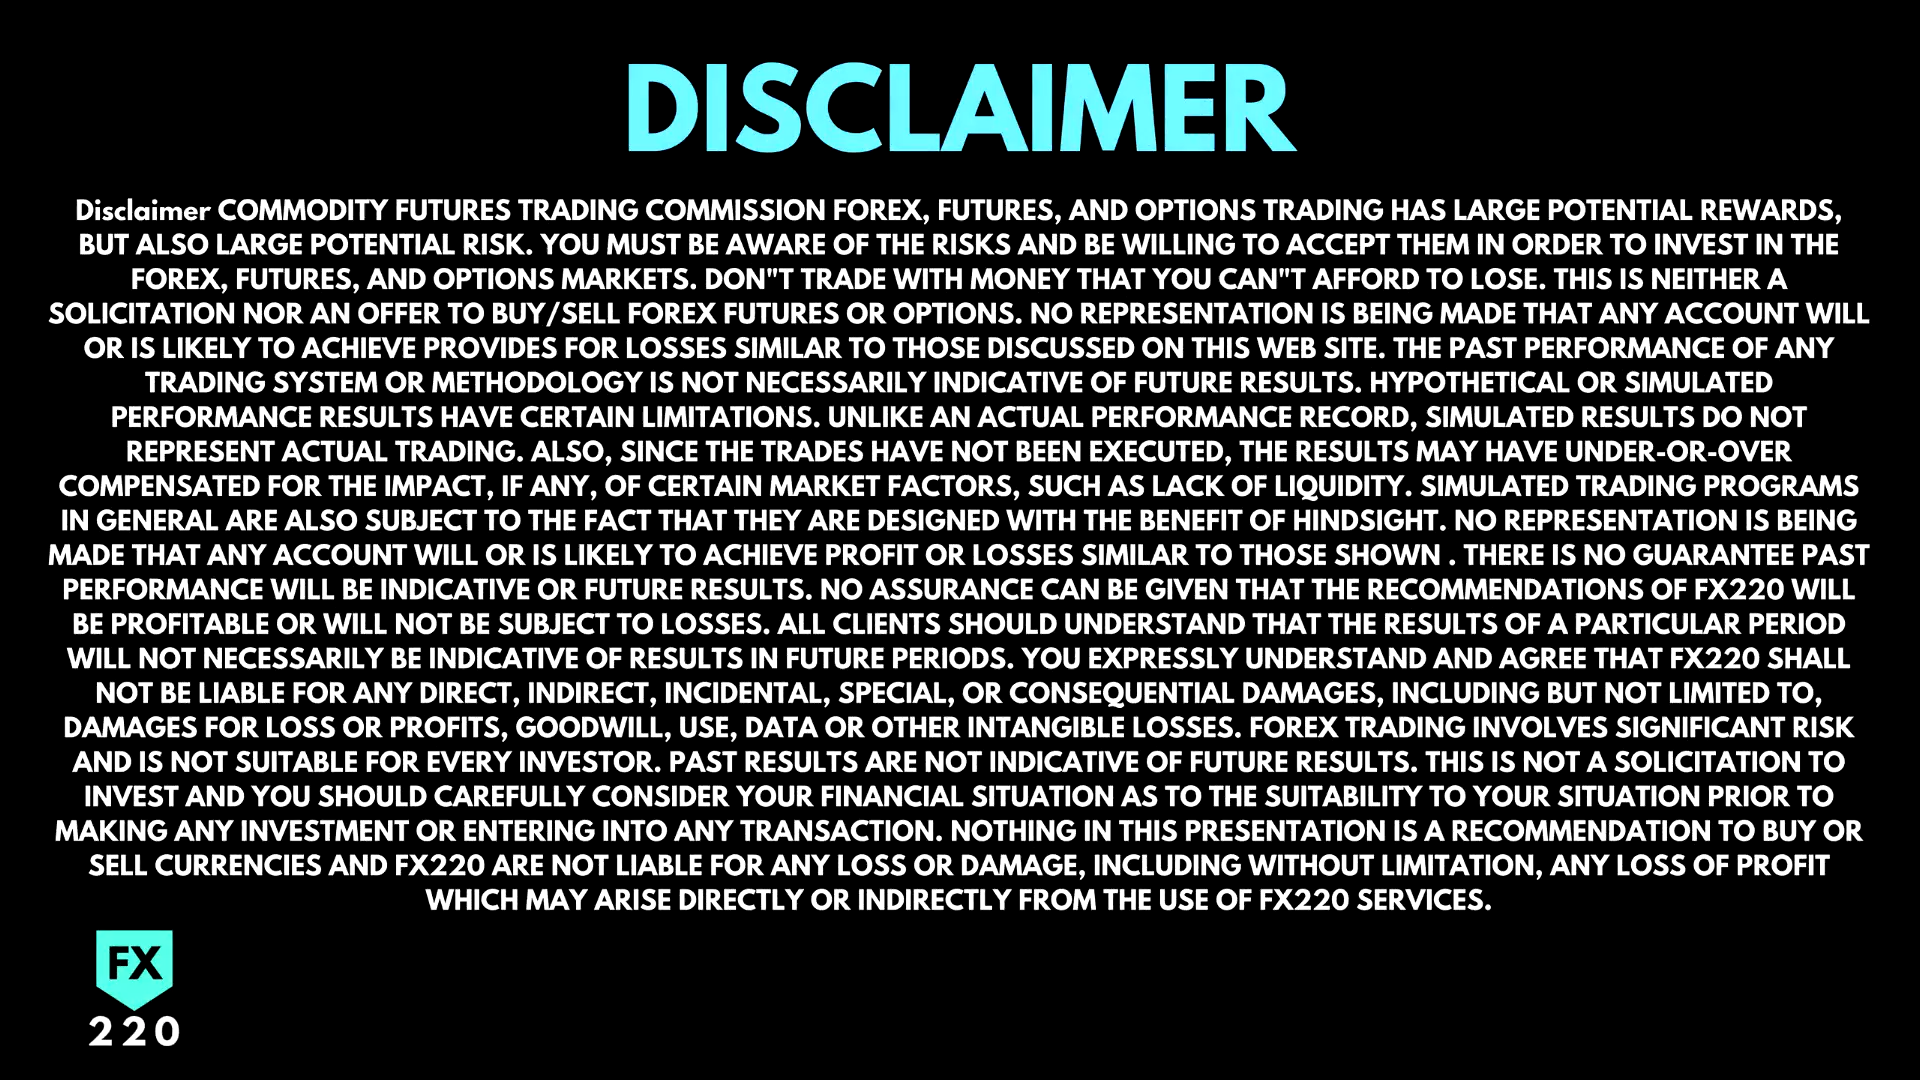 DISCLAIMER
Disclaimer COMMODITY FUTURES TRADING COMMISSION FOREX, FUTURES, AND OPTIONS TRADING HAS LARGE POTENTIAL REWARDS,
BUT ALSO LARGE POTENTIAL RISK. YOU MUST BE AWARE OF THE RISKS AND BE WILLING TO ACCEPT THEM IN ORDER TO INVEST IN THE
FOREX, FUTURES, AND OPTIONS MARKETS. DON"T TRADE WITH MONEY THAT YOU CAN"T AFFORD TO LOSE. THIS IS NEITHER A
SOLICITATION NOR AN OFFER TO BUY/SELL FOREX FUTURES OR OPTIONS. NO REPRESENTATION IS BEING MADE THAT ANY ACCOUNT WILL
OR IS LIKELY TO ACHIEVE PROVIDES FOR LOSSES SIMILAR TO THOSE DISCUSSED ON THIS WEB SITE. THE PAST PERFORMANCE OF ANY
TRADING SYSTEM OR METHODOLOGY IS NOT NECESSARILY INDICATIVE OF FUTURE RESULTS. HYPOTHETICAL OR SIMULATED
PERFORMANCE RESULTS HAVE CERTAIN LIMITATIONS. UNLIKE AN ACTUAL PERFORMANCE RECORD, SIMULATED RESULTS DO NOT
REPRESENT ACTUAL TRADING. ALSO, SINCE THE TRADES HAVE NOT BEEN EXECUTED, THE RESULTS MAY HAVE UNDER-OR-OVER
COMPENSATED FOR THE IMPACT, IF ANY, OF CERTAIN MARKET FACTORS, SUCH AS LACK OF LIQUIDITY. SIMULATED TRADING PROGRAMS
IN GENERAL ARE ALSO SUBJECT TO THE FACT THAT THEY ARE DESIGNED WITH THE BENEFIT OF HINDSIGHT. NO REPRESENTATION IS BEING
MADE THAT ANY ACCOUNT WILL OR IS LIKELY TO ACHIEVE PROFIT OR LOSSES SIMILAR TO THOSE SHOWN . THERE IS NO GUARANTEE PAST
PERFORMANCE WILL BE INDICATIVE OR FUTURE RESULTS. NO ASSURANCE CAN BE GIVEN THAT THE RECOMMENDATIONS OF FX220 WILL
BE PROFITABLE OR WILL NOT BE SUBJECT TO LOSSES. ALL CLIENTS SHOULD UNDERSTAND THAT THE RESULTS OF A PARTICULAR PERIOD
WILL NOT NECESSARILY BE INDICATIVE OF RESULTS IN FUTURE PERIODS. YOU EXPRESSLY UNDERSTAND AND AGREE THAT FX220 SHALL
NOT BE LIABLE FOR ANY DIRECT, INDIRECT, INCIDENTAL, SPECIAL, OR CONSEQUENTIAL DAMAGES, INCLUDING BUT NOT LIMITED TO,
DAMAGES FOR LOSS OR PROFITS, GOODWILL, USE, DATA OR OTHER INTANGIBLE LOSSES. FOREX TRADING INVOLVES SIGNIFICANT RISK
AND IS NOT SUITABLE FOR EVERY INVESTOR. PAST RESULTS ARE NOT INDICATIVE OF FUTURE RESULTS. THIS IS NOT A SOLICITATION TO
INVEST AND YOU SHOULD CAREFULLY CONSIDER YOUR FINANCIAL SITUATION AS TO THE SUITABILITY TO YOUR SITUATION PRIOR TO
MAKING ANY INVESTMENT OR ENTERING INTO ANY TRANSACTION. NOTHING IN THIS PRESENTATION IS A RECOMMENDATION TO BUY OR
SELL CURRENCIES AND FX220 ARE NOT LIABLE FOR ANY LOSS OR DAMAGE, INCLUDING WITHOUT LIMITATION, ANY LOSS OF PROFIT
WHICH MAY ARISE DIRECTLY OR INDIRECTLY FROM THE USE OF FX220 SERVICES.
FX
220